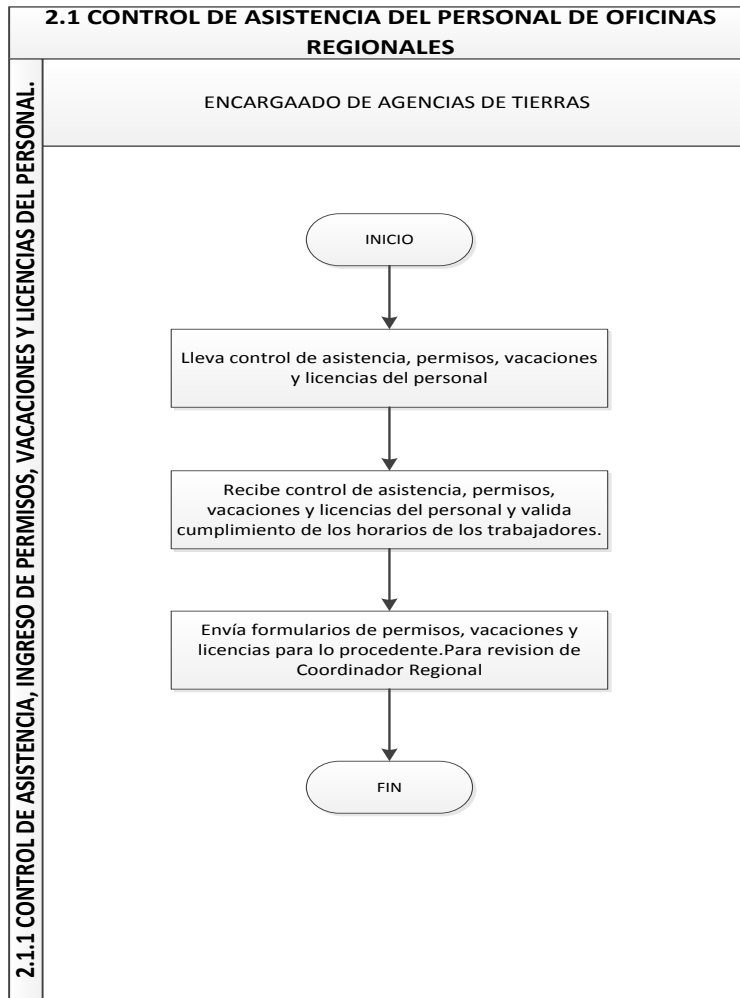 2.1 CONTROL DE ASISTENCIA DEL PERSONAL DE OFICINAS
REGIONALES
2.1.1 CONTROL DE ASISTENCIA, INGRESO DE PERMISOS, VACACIONES Y LICENCIAS DEL PERSONAL.
ENCARGAADO DE AGENCIAS DE TIERRAS
INICIO
Lleva control de asistencia, permisos, vacaciones
y licencias del personal
Recibe control de asistencia, permisos,
vacaciones y licencias del personal y valida
cumplimiento de los horarios de los trabajadores.
Envía formularios de permisos, vacaciones y
licencias para lo procedente.Para revision de
Coordinador Regional
FIN